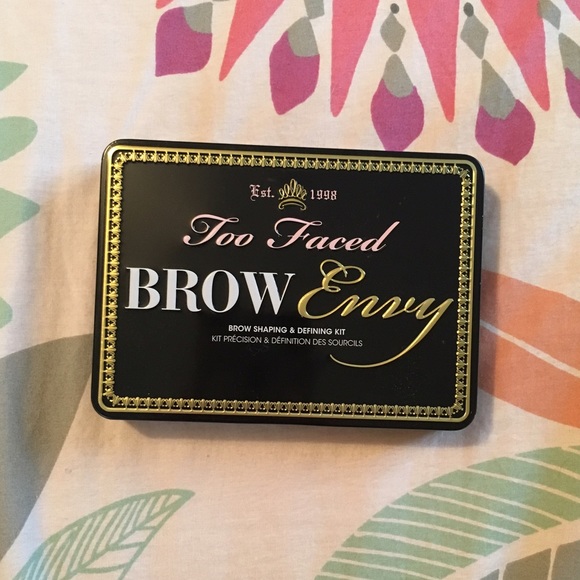 Est. 1998
Too Faced
BROW Envy
BROW SHAPING & DEFINING KIT
KIT PRÉCISION & DÉFINITION DES SOURCILS